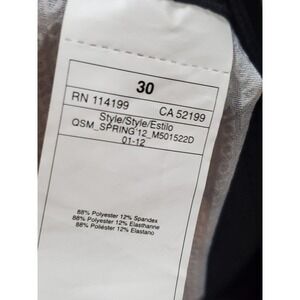 30
RN 114199 CA 52199
Style/Style/Estilo
QSM_SPRING'12_M501522D
01-12
88% Polyester 12% Spandex
88% Polyester 12% Elasthanne
88% Poliéster 12% Elastano